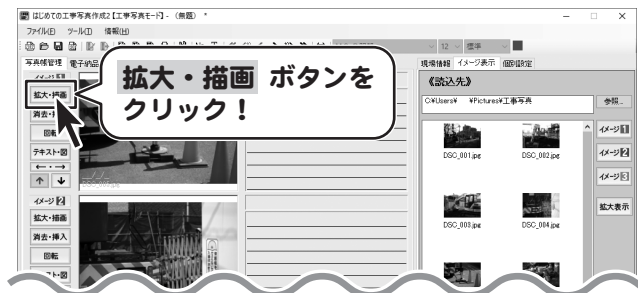 はじめての工事写真作成2【工事写真モード】 - （無題） *
ファイル(F) ツール(T) 情報(H)
12 標準
写真帳管理 電子納品
現場情報 イメージ表示 個別設定
拡大・描画 ボタンを
クリック！
《読込先》
C:¥Users¥ ¥Pictures¥工事写真
参照...
拡大・描画
消去・
回転
テキスト・図
←・→
イメージ 1
イメージ 2
イメージ 3
拡大表示
DSC_001.jpg
DSC_002.jpg
DSC_003.jpg
DSC_003.jpg
DSC_004.jpg
イメージ 2
拡大・描画
消去・挿入
回転